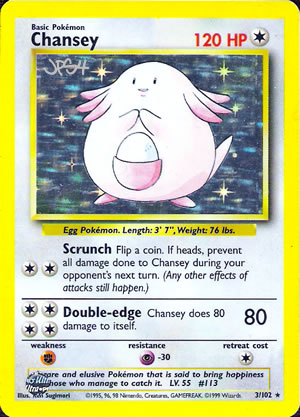 Basic Pokémon
Chansey
120 HP
JOSH
Egg Pokémon. Length: 3' 7", Weight: 76 lbs.
Scrunch Flip a coin. If heads, prevent
all damage done to Chansey during your
opponent's next turn. (Any other effects of
attacks still happen.)
Double-edge Chansey does 80
damage to itself.
80
weakness
resistance
retreat cost
-30
are and elusive Pokémon that is said to bring happiness
those who manage to catch it. LV. 55 #113
Illus. Ken Sugimori
©1995, 96, 98 Nintendo, Creatures, GAMEFREAK. ©1999 Wizards.
3/102